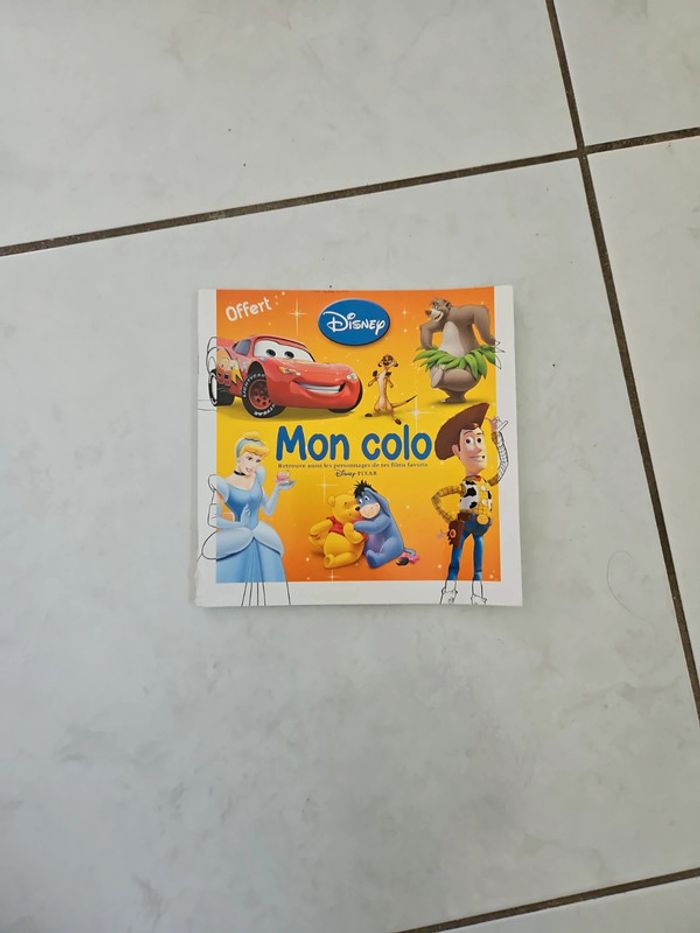 Offert
Disney
Mon colo
Retrouve aussi les personnages de tes films favoris
Disney·PIXAR